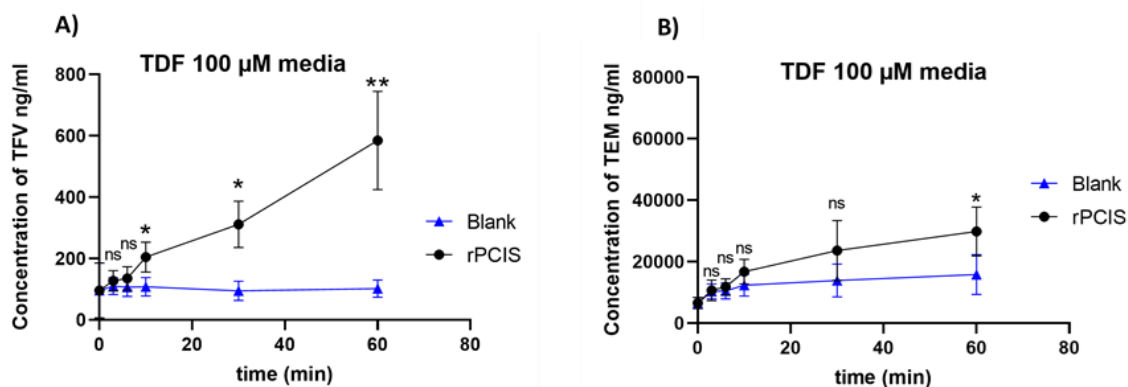 A)
TDF 100 µM media
Concentration of TFV ng/ml
800
600
400
200
0
ns
ns
*
*
**
0
20
40
60
80
time (min)
Blank
rPCIS
B)
TDF 100 µM media
Concentration of TEM ng/ml
80000
60000
40000
20000
0
ns
ns
ns
ns
*
0
20
40
60
80
time (min)
Blank
rPCIS